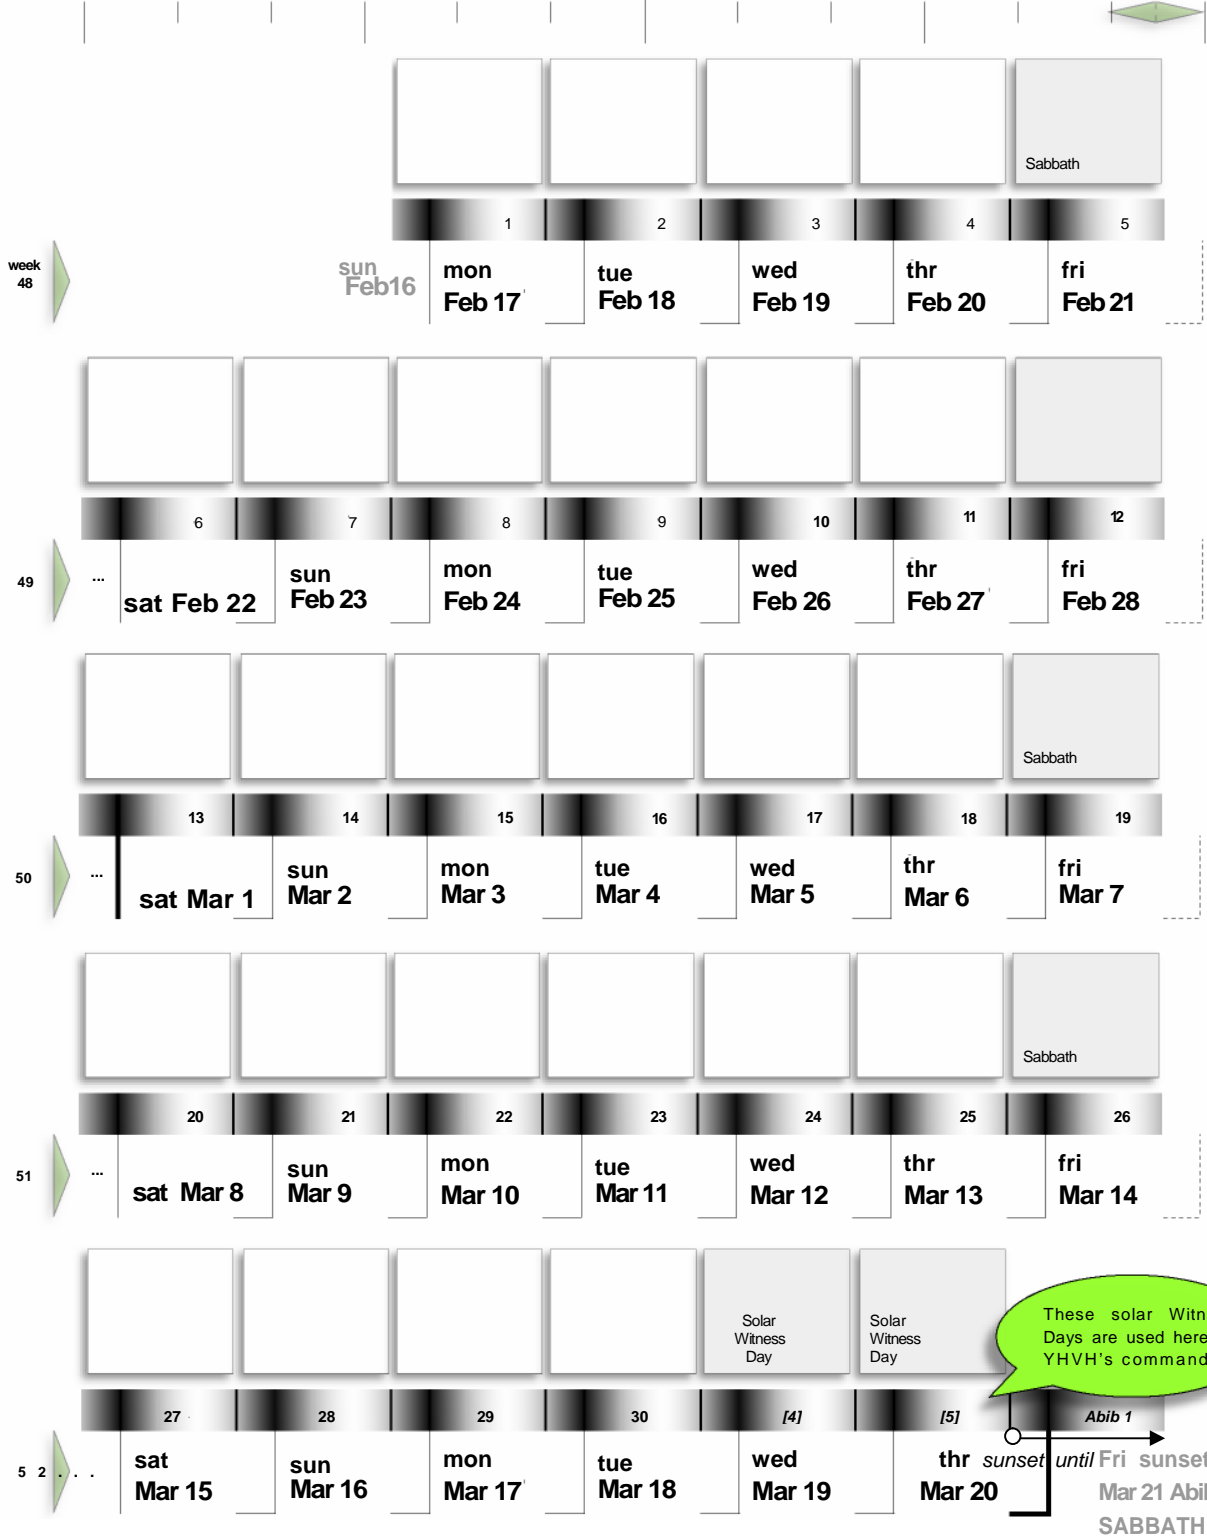 Sabbath
1 2 3 4 5
week
48
sun
Feb16
mon
Feb 17
tue
Feb 18
wed
Feb 19
thr
Feb 20
fri
Feb 21
6 7 8 9 10 11 12
49
...
sat Feb 22
sun
Feb 23
mon
Feb 24
tue
Feb 25
wed
Feb 26
thr
Feb 27
fri
Feb 28
Sabbath
13 14 15 16 17 18 19
50
...
sat Mar 1
sun
Mar 2
mon
Mar 3
tue
Mar 4
wed
Mar 5
thr
Mar 6
fri
Mar 7
Sabbath
20 21 22 23 24 25 26
51
...
sat Mar 8
sun
Mar 9
mon
Mar 10
tue
Mar 11
wed
Mar 12
thr
Mar 13
fri
Mar 14
Solar
Witness
Day
Solar
Witness
Day
These solar Witn
Days are used here
YHVH's command
27 28 29 30 [4] [5] Abib 1
5 2 . . .
sat
Mar 15
sun
Mar 16
mon
Mar 17
tue
Mar 18
wed
Mar 19
thr
Mar 20
sunset until Fri sunset
Mar 21 Abib
SABBATH